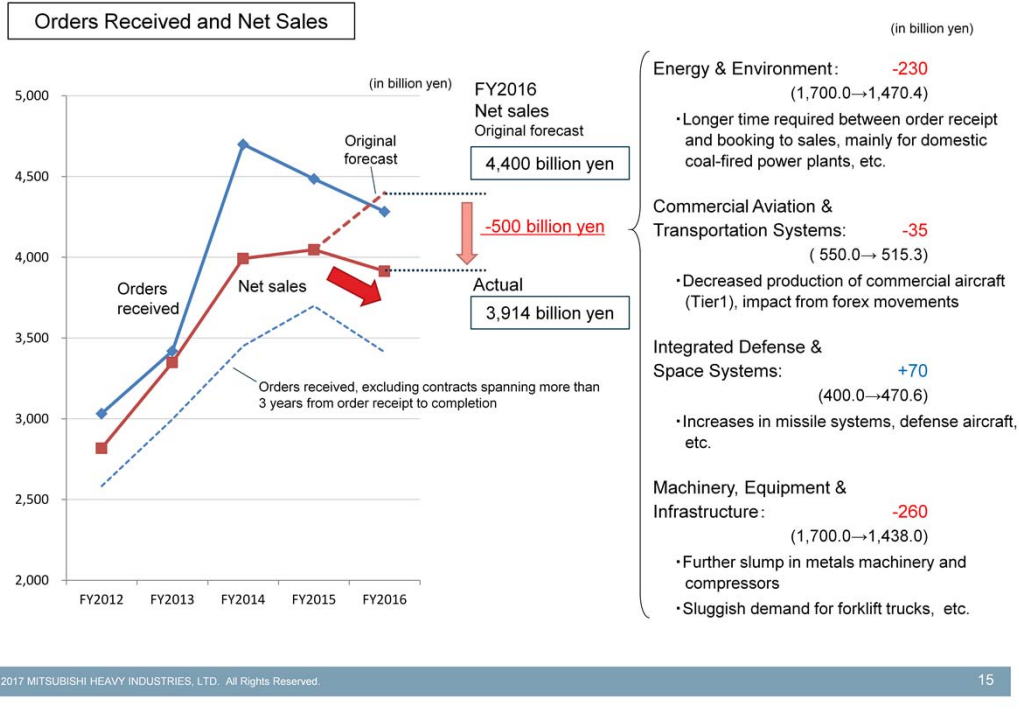 Orders Received and Net Sales
(in billion yen)
(in billion yen)
5,000
4,500
4,000
3,500
3,000
2,500
2,000
FY2012
FY2013
FY2014
FY2015
FY2016
Original
forecast
Orders
received
Net sales
Orders received, excluding contracts spanning more than
3 years from order receipt to completion
FY2016
Net sales
Original forecast
4,400 billion yen
-500 billion yen
Actual
3,914 billion yen
Energy & Environment: -230
(1,700.0→1,470.4)
・Longer time required between order receipt
and booking to sales, mainly for domestic
coal-fired power plants, etc.
Commercial Aviation &
Transportation Systems: -35
( 550.0→ 515.3)
・Decreased production of commercial aircraft
(Tier1), impact from forex movements
Integrated Defense &
Space Systems: +70
(400.0→470.6)
・Increases in missile systems, defense aircraft,
etc.
Machinery, Equipment &
Infrastructure: -260
(1,700.0→1,438.0)
・Further slump in metals machinery and
compressors
・Sluggish demand for forklift trucks, etc.
2017 MITSUBISHI HEAVY INDUSTRIES, LTD. All Rights Reserved.
15